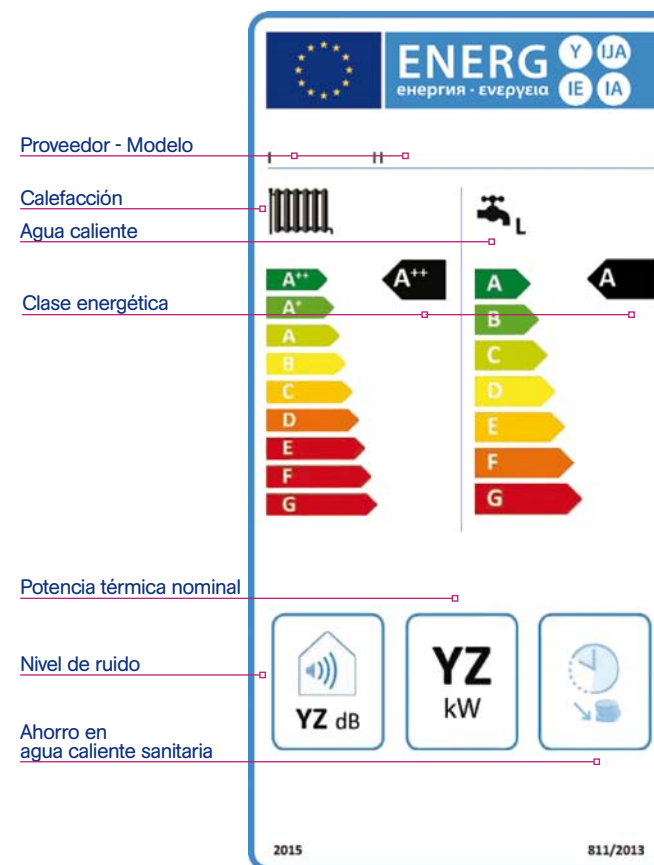 ENERG Y IJA
енергия · ενεργεια IE IA
Proveedor - Modelo
I II
Calefacción
Agua caliente
L
Clase energética
A++ A++
A+
A
B
C
D
E
F
G
A A
B
C
D
E
F
G
Potencia térmica nominal
Nivel de ruido
YZ dB
YZ
kW
Ahorro en
agua caliente sanitaria
2015 811/2013